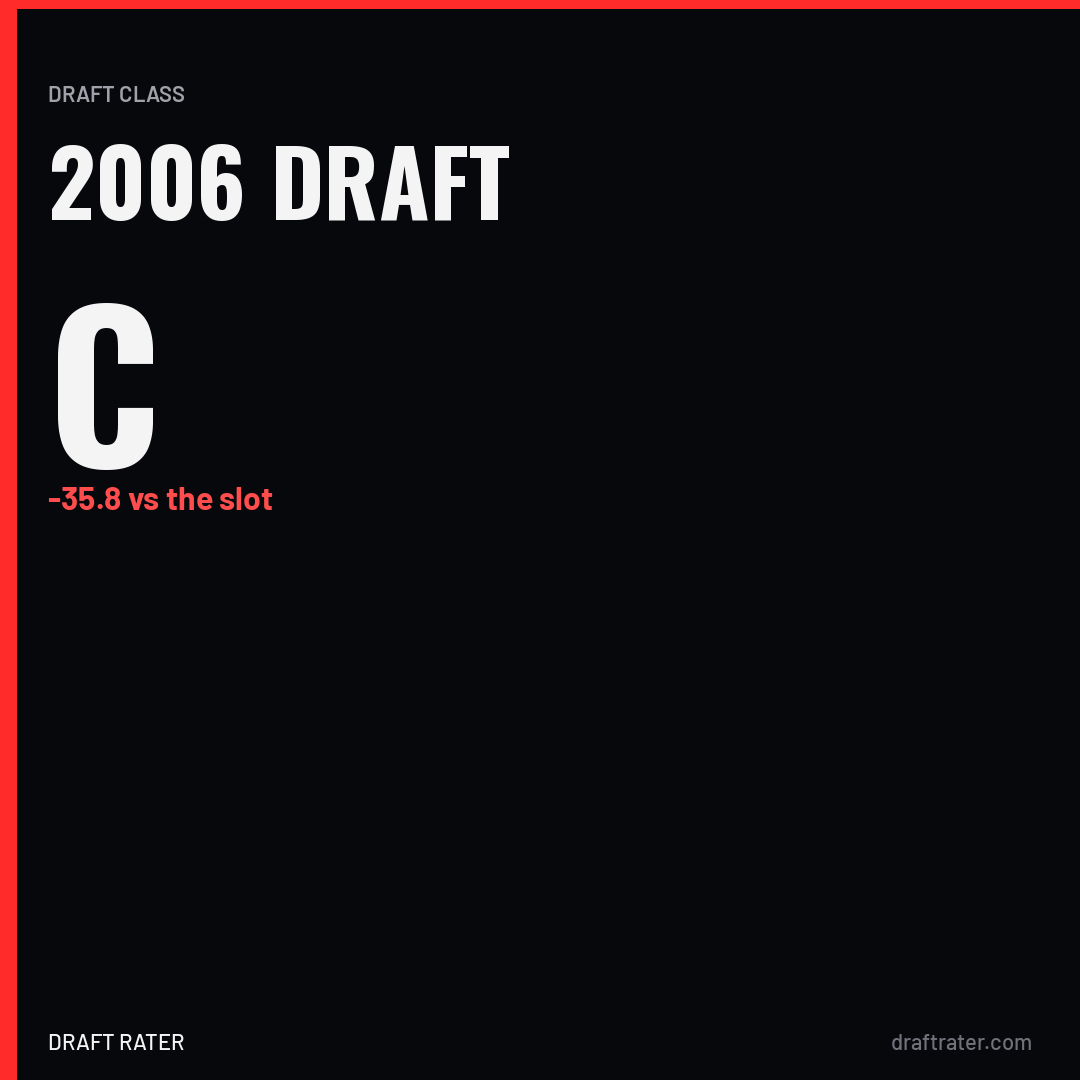 DRAFT CLASS
2006 DRAFT
C
-35.8 vs the slot
DRAFT RATER
draftrater.com